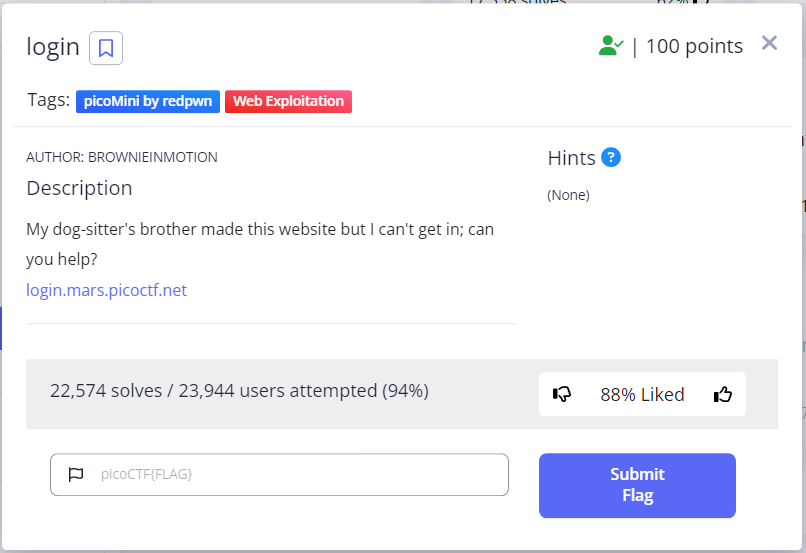 login
| 100 points
Tags: picoMini by redpwn Web Exploitation
AUTHOR: BROWNIEINMOTION
Description
My dog-sitter's brother made this website but I can't get in; can
you help?
login.mars.picoctf.net
Hints ?
(None)
22,574 solves / 23,944 users attempted (94%)
88% Liked
picoCTF{FLAG}
Submit
Flag